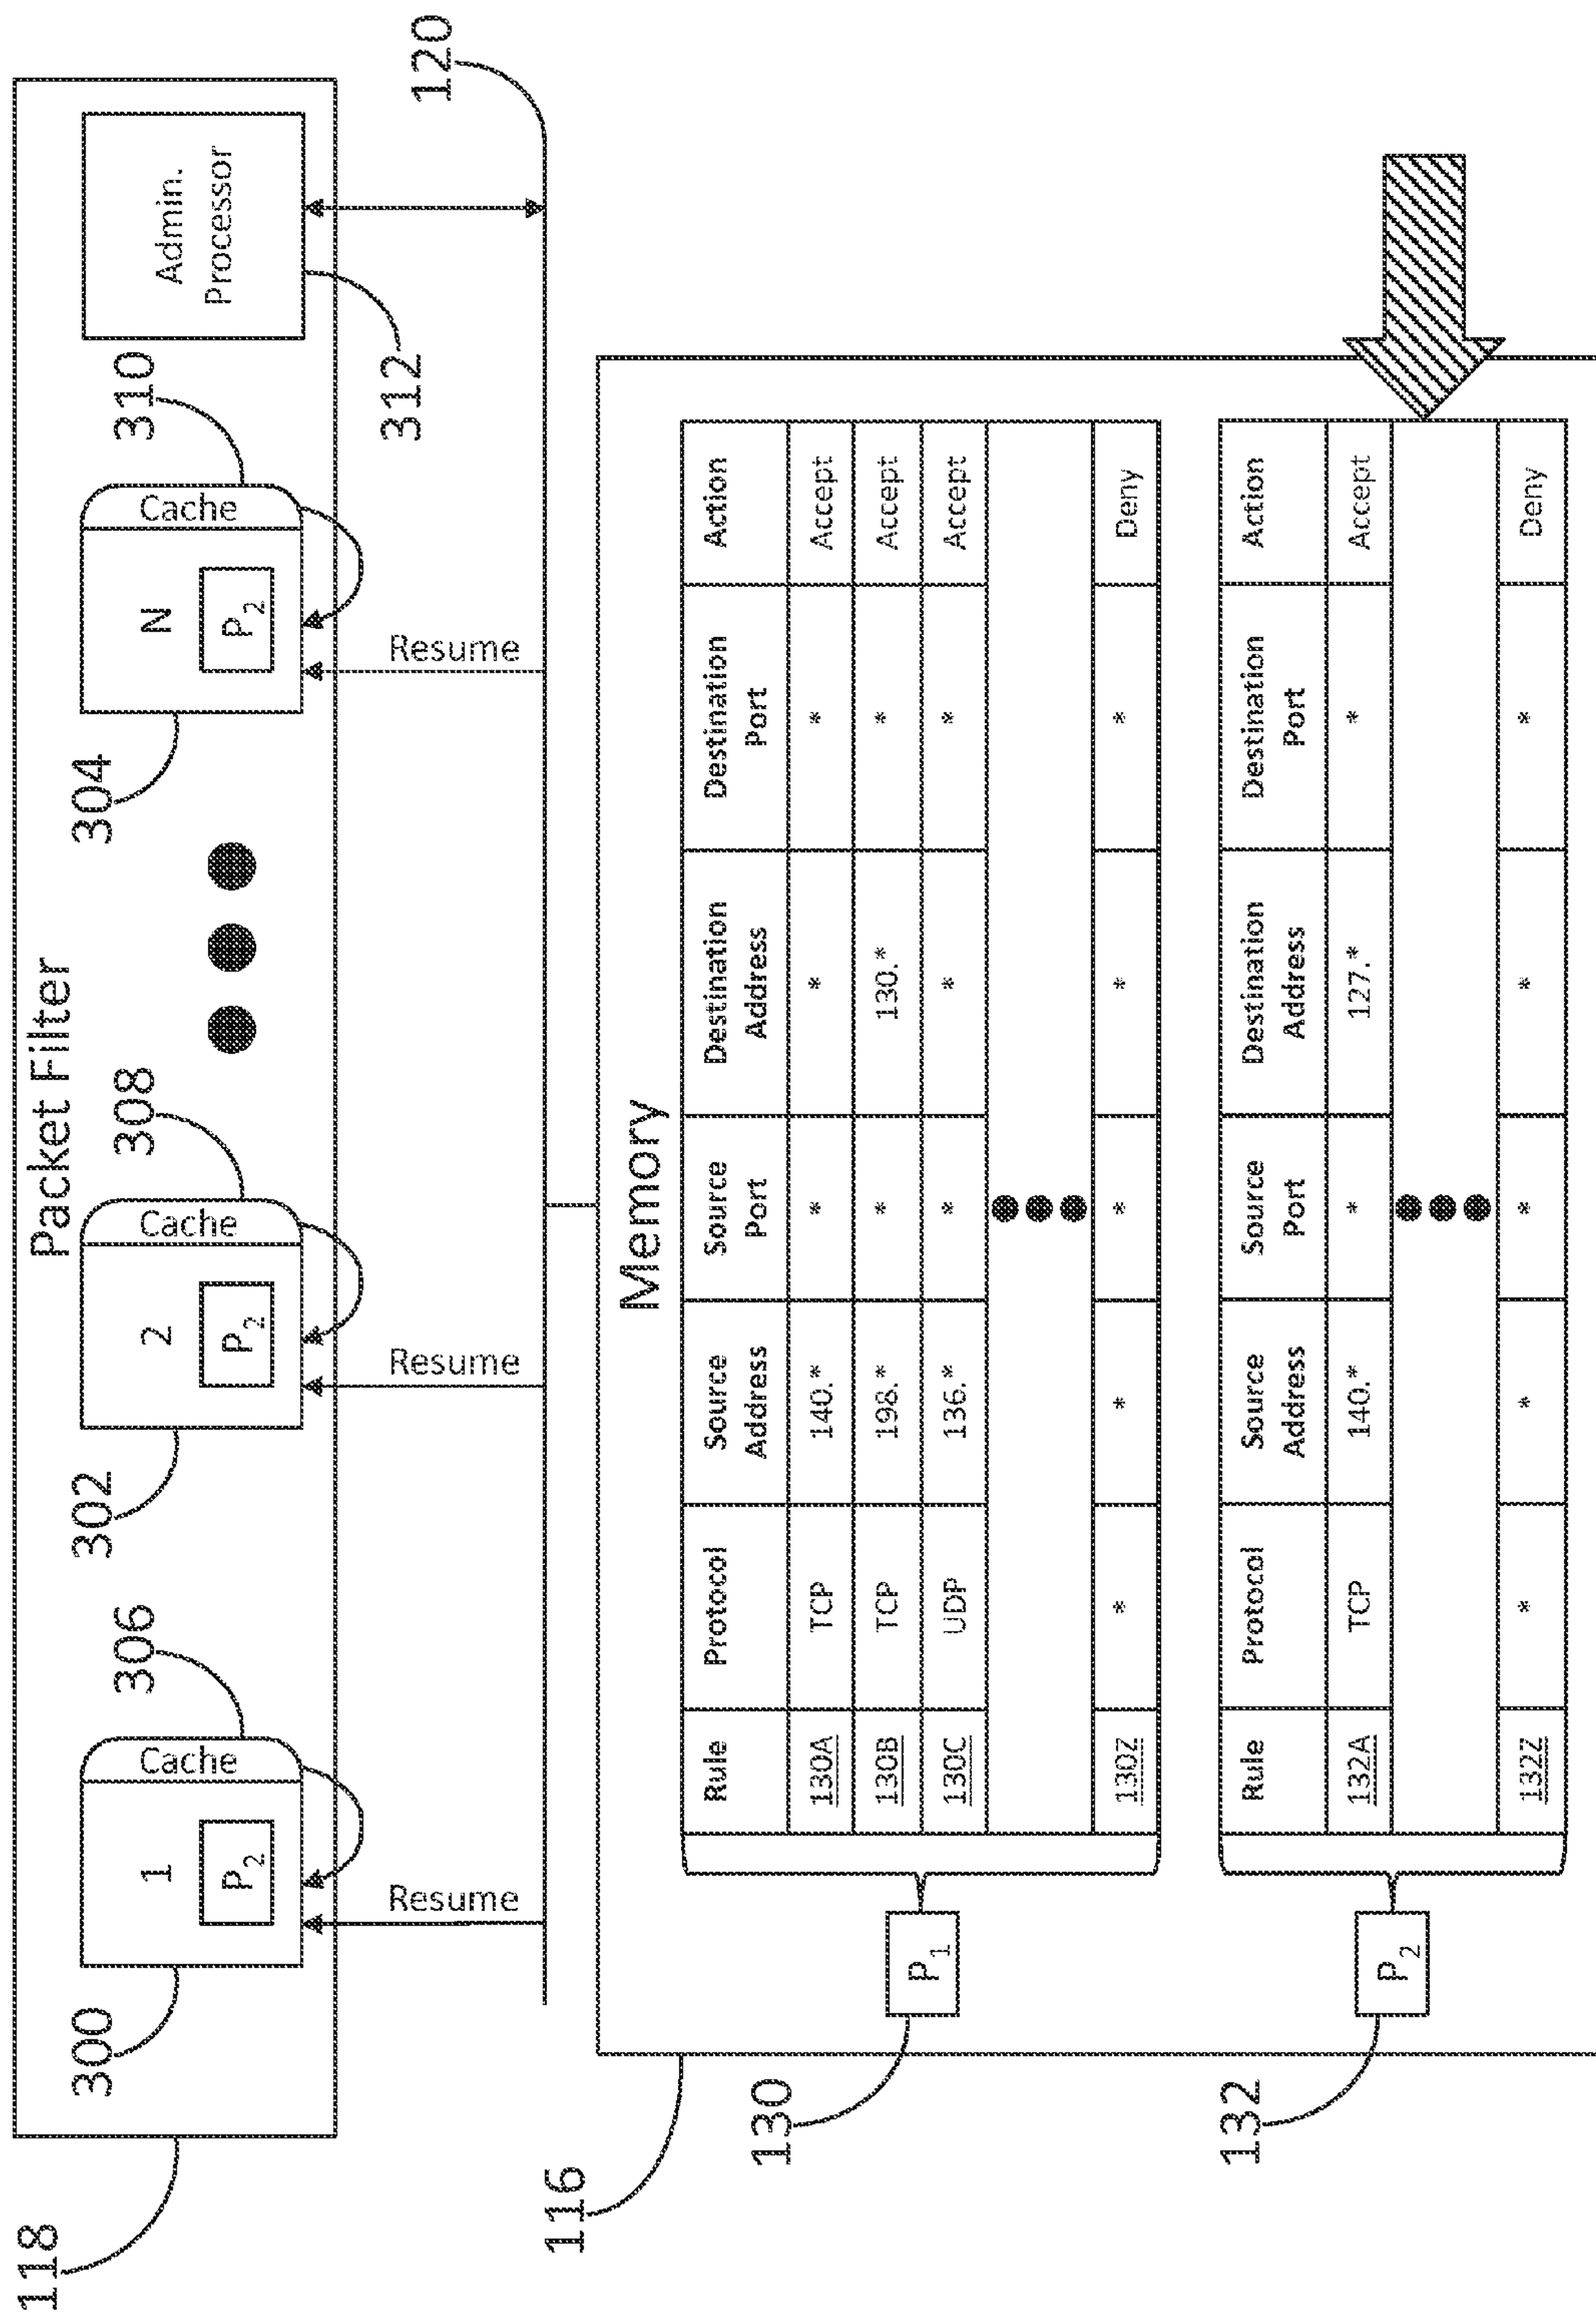 118
Packet Filter
300
1
P2
Cache
306
302
2
P2
Cache
308
304
N
P2
Cache
310
Admin.
Processor
312
Resume
Resume
Resume
120
116
Memory
130
P1
Rule Protocol Source Address Source Port Destination Address Destination Port Action
130A TCP 140.* * * * Accept
130B TCP 198.* * 130.* * Accept
130C UDP 136.* * * * Accept
130Z * * * * * Deny
132
P2
Rule Protocol Source Address Source Port Destination Address Destination Port Action
132A TCP 140.* * 127.* * Accept
132Z * * * * * Deny